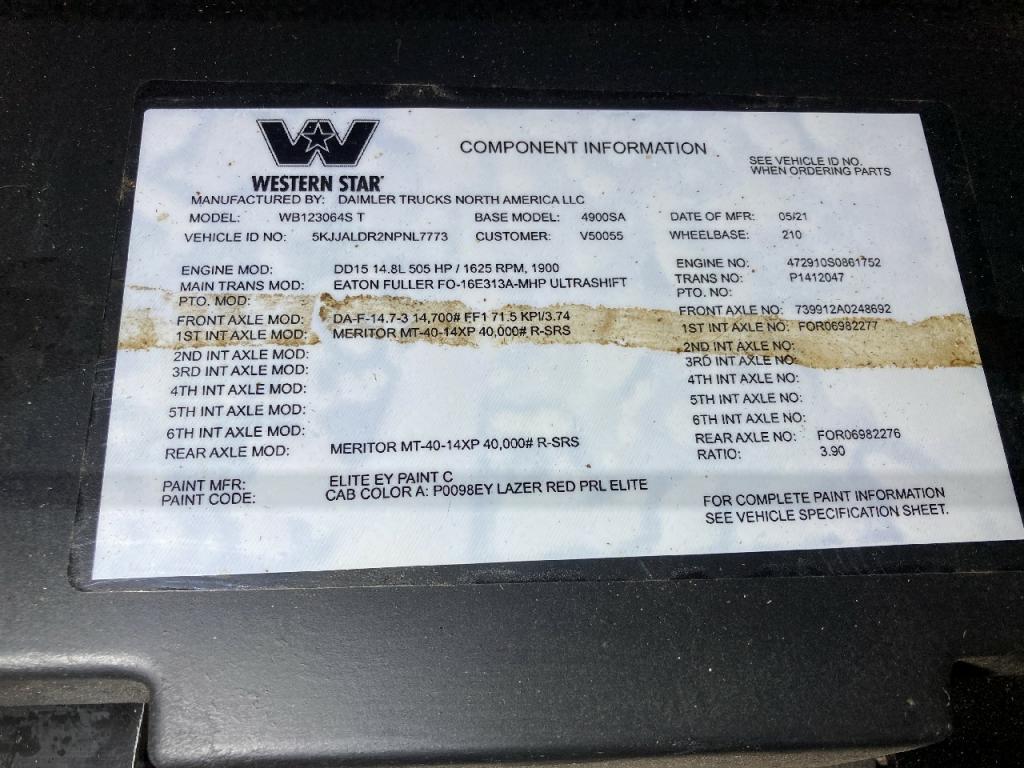 WESTERN STAR
COMPONENT INFORMATION
SEE VEHICLE ID NO.
WHEN ORDERING PARTS
MANUFACTURED BY: DAIMLER TRUCKS NORTH AMERICA LLC
MODEL: WB123064S T BASE MODEL: 4900SA DATE OF MFR: 05/21
VEHICLE ID NO: 5KJJALDR2NPNL7773 CUSTOMER: V50055 WHEELBASE: 210
ENGINE MOD: DD15 14.8L 505 HP / 1625 RPM, 1900 ENGINE NO: 472910S0861752
MAIN TRANS MOD: EATON FULLER FO-16E313A-MHP ULTRASHIFT TRANS NO: P1412047
PTO. MOD: PTO. NO:
FRONT AXLE MOD: DA-F-14.7-3 14,700# FF1 71.5 KPI/3.74 FRONT AXLE NO: 739912A0248692
1ST INT AXLE MOD: MERITOR MT-40-14XP 40,000# R-SRS 1ST INT AXLE NO: FOR06982277
2ND INT AXLE MOD: 2ND INT AXLE NO:
3RD INT AXLE MOD: 3RD INT AXLE NO:
4TH INT AXLE MOD: 4TH INT AXLE NO:
5TH INT AXLE MOD: 5TH INT AXLE NO:
6TH INT AXLE MOD: 6TH INT AXLE NO:
REAR AXLE MOD: MERITOR MT-40-14XP 40,000# R-SRS REAR AXLE NO: FOR06982276
RATIO: 3.90
PAINT MFR: ELITE EY PAINT C
PAINT CODE: CAB COLOR A: P0098EY LAZER RED PRL ELITE
FOR COMPLETE PAINT INFORMATION
SEE VEHICLE SPECIFICATION SHEET.